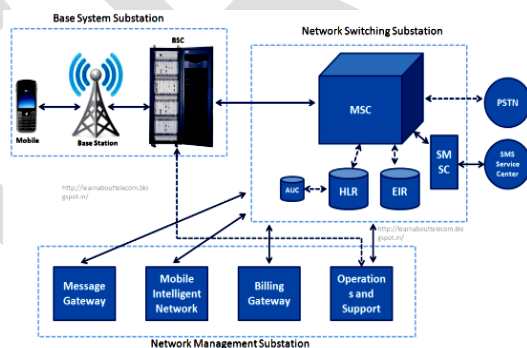 Base System Substation
Network Switching Substation
BSC
MSC
PSTN
Mobile
Base Station
SM
SC
SMS
Service
Center
AUC
HLR
EIR
http://learnabouttelecom.blo
gspot.in/
http://learnabouttelecom.blo
gspot.in/
Message
Gateway
Mobile
Intelligent
Network
Billing
Gateway
Operation
s and
Support
Network Management Substation